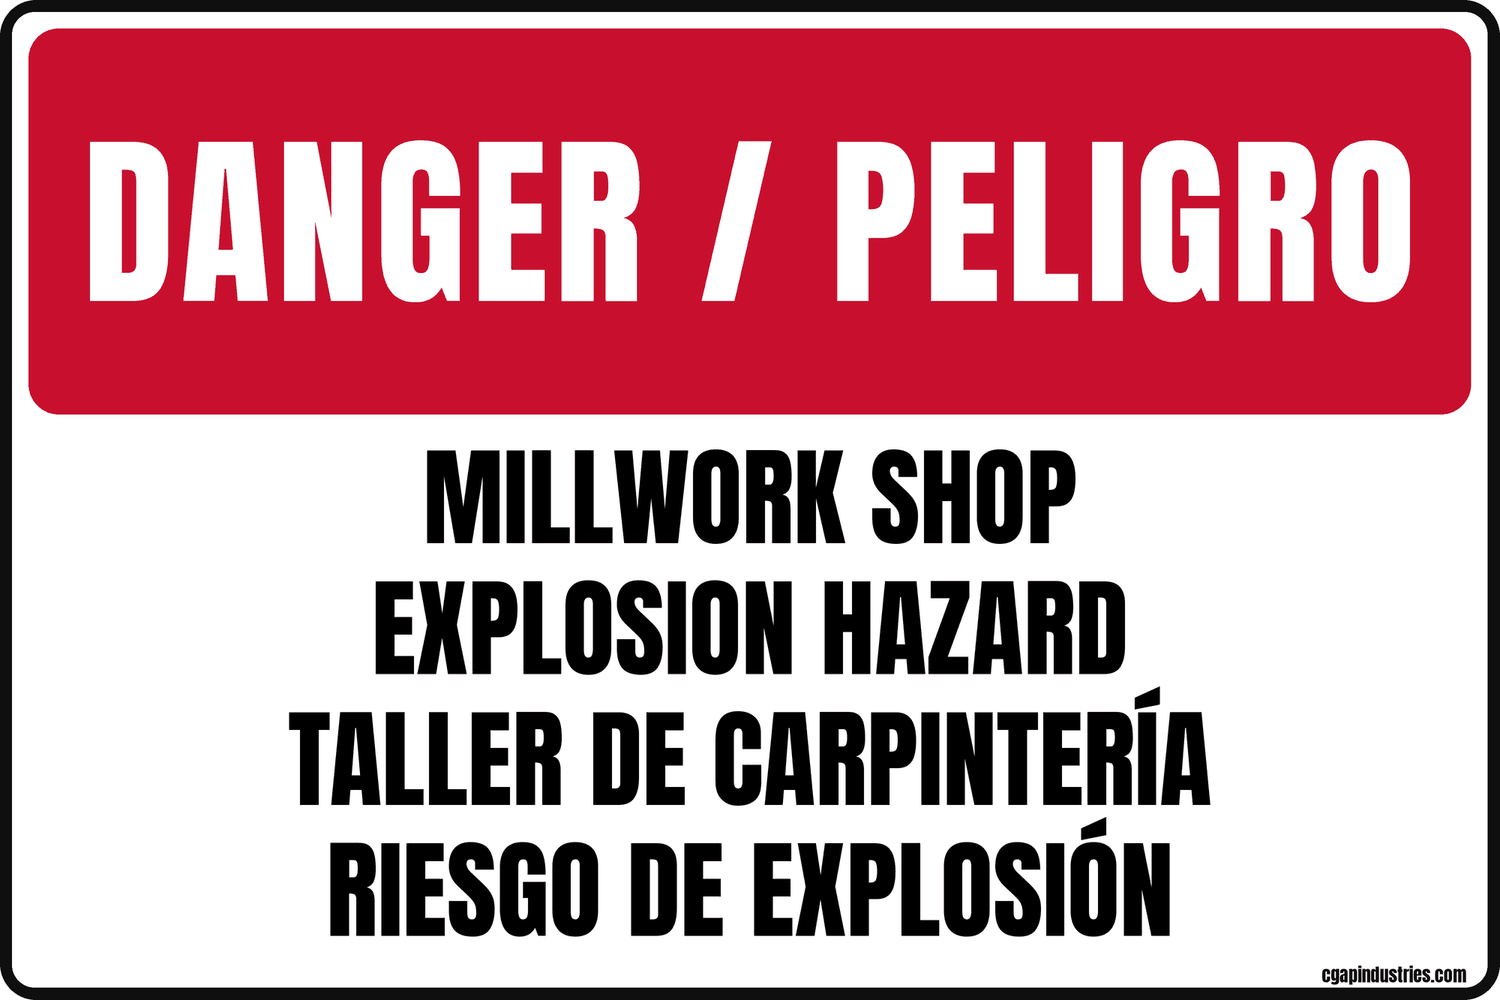 DANGER / PELIGRO
MILLWORK SHOP
EXPLOSION HAZARD
TALLER DE CARPINTERÍA
RIESGO DE EXPLOSIÓN
cgapindustries.com